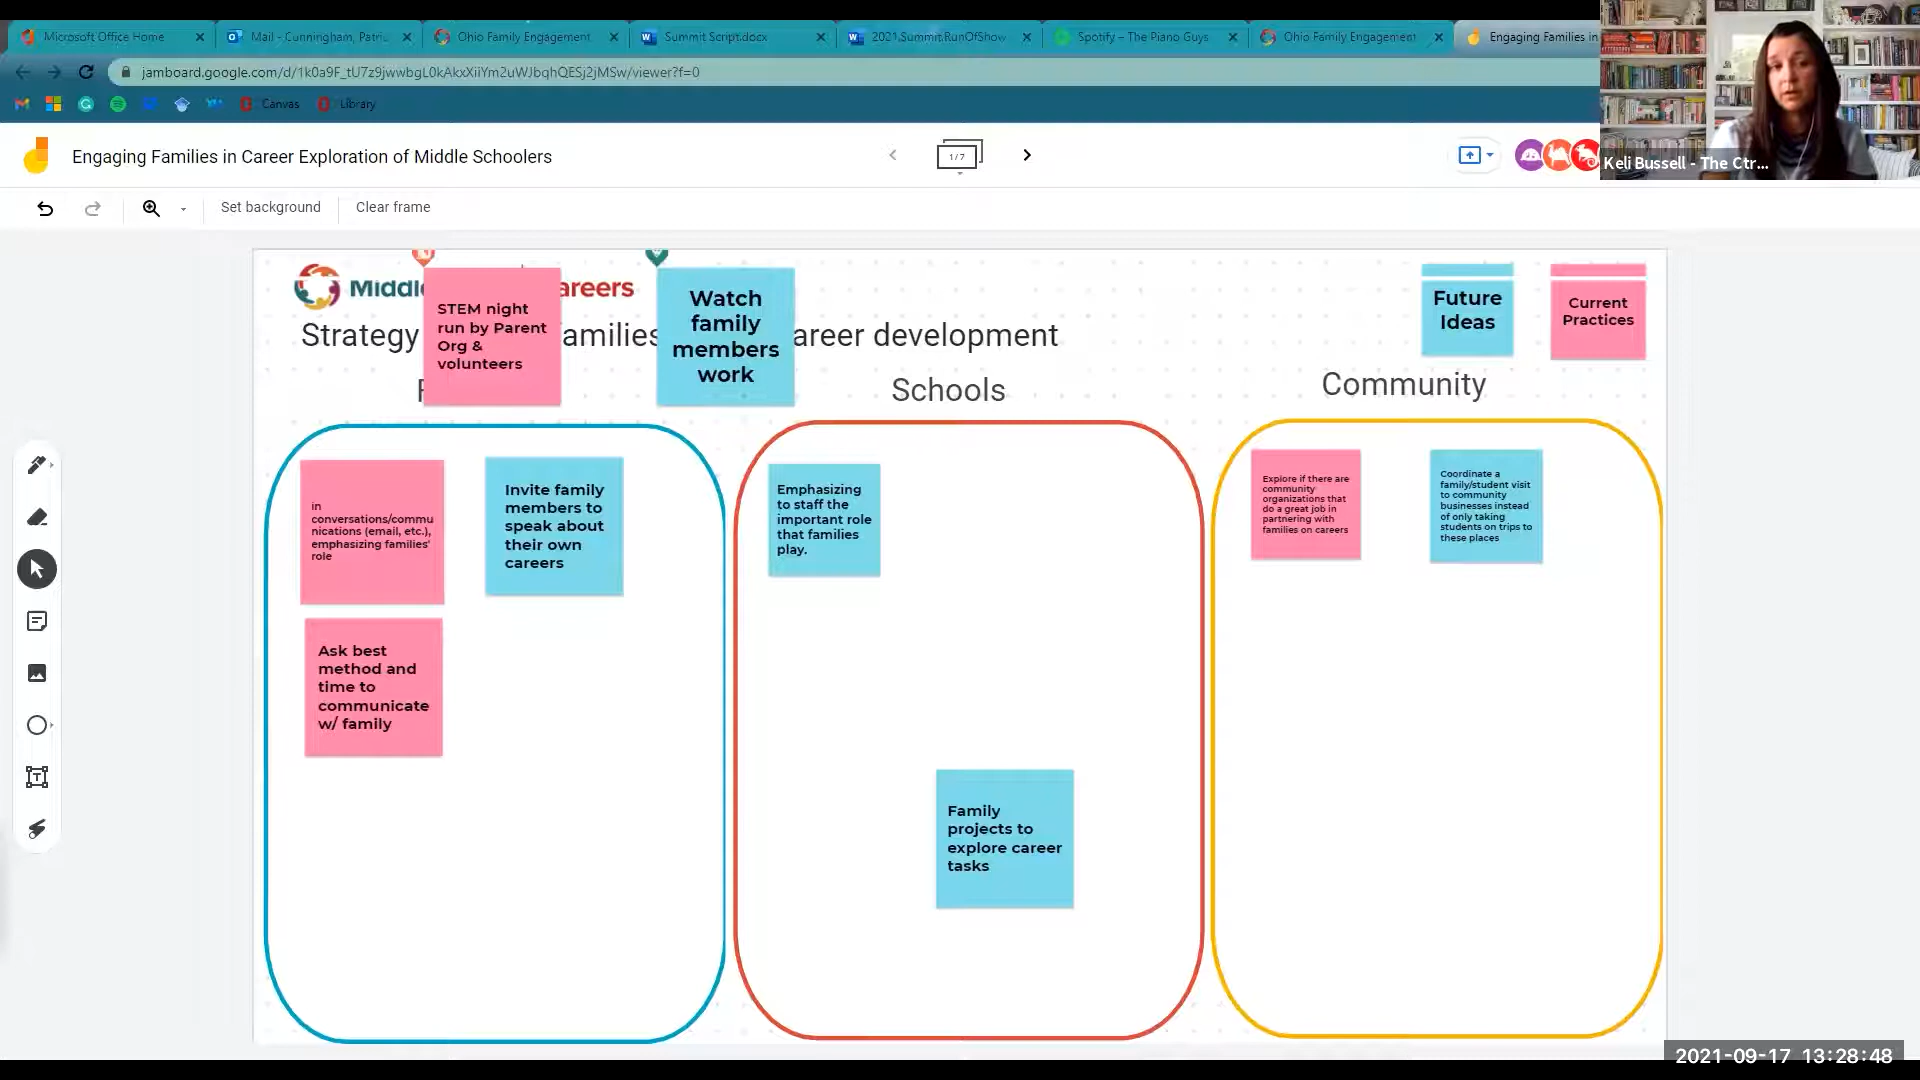 Microsoft Office Home
Mail - Cunningham, Patri
Ohio Family Engagement
Summit Script.docx
2021.Summit.RunOfShow
Spotify – The Piano Guys
Ohio Family Engagement
Engaging Families in
jamboard.google.com/d/1k0a9F_tU7z9jwwbgL0kAkxXiiYm2uWJbqhQESj2jMSw/viewer?f=0
Canvas
Library
Keli Bussell - The Ctr...
Engaging Families in Career Exploration of Middle Schoolers
1/7
Set background
Clear frame
Middl
areers
Strategy
amilies
areer development
STEM night
run by Parent
Org &
volunteers
Watch
family
members
work
Future
Ideas
Current
Practices
F
Schools
Community
in
conversations/commu
nications (email, etc.),
emphasizing families'
role
Invite family
members to
speak about
their own
careers
Ask best
method and
time to
communicate
w/ family
Emphasizing
to staff the
important role
that families
play.
Family
projects to
explore career
tasks
Explore if there are
community
organizations that
do a great job in
partnering with
families on careers
Coordinate a
family/student visit
to community
businesses instead
of only taking
students on trips to
these places
2021-09-17 13:28:48